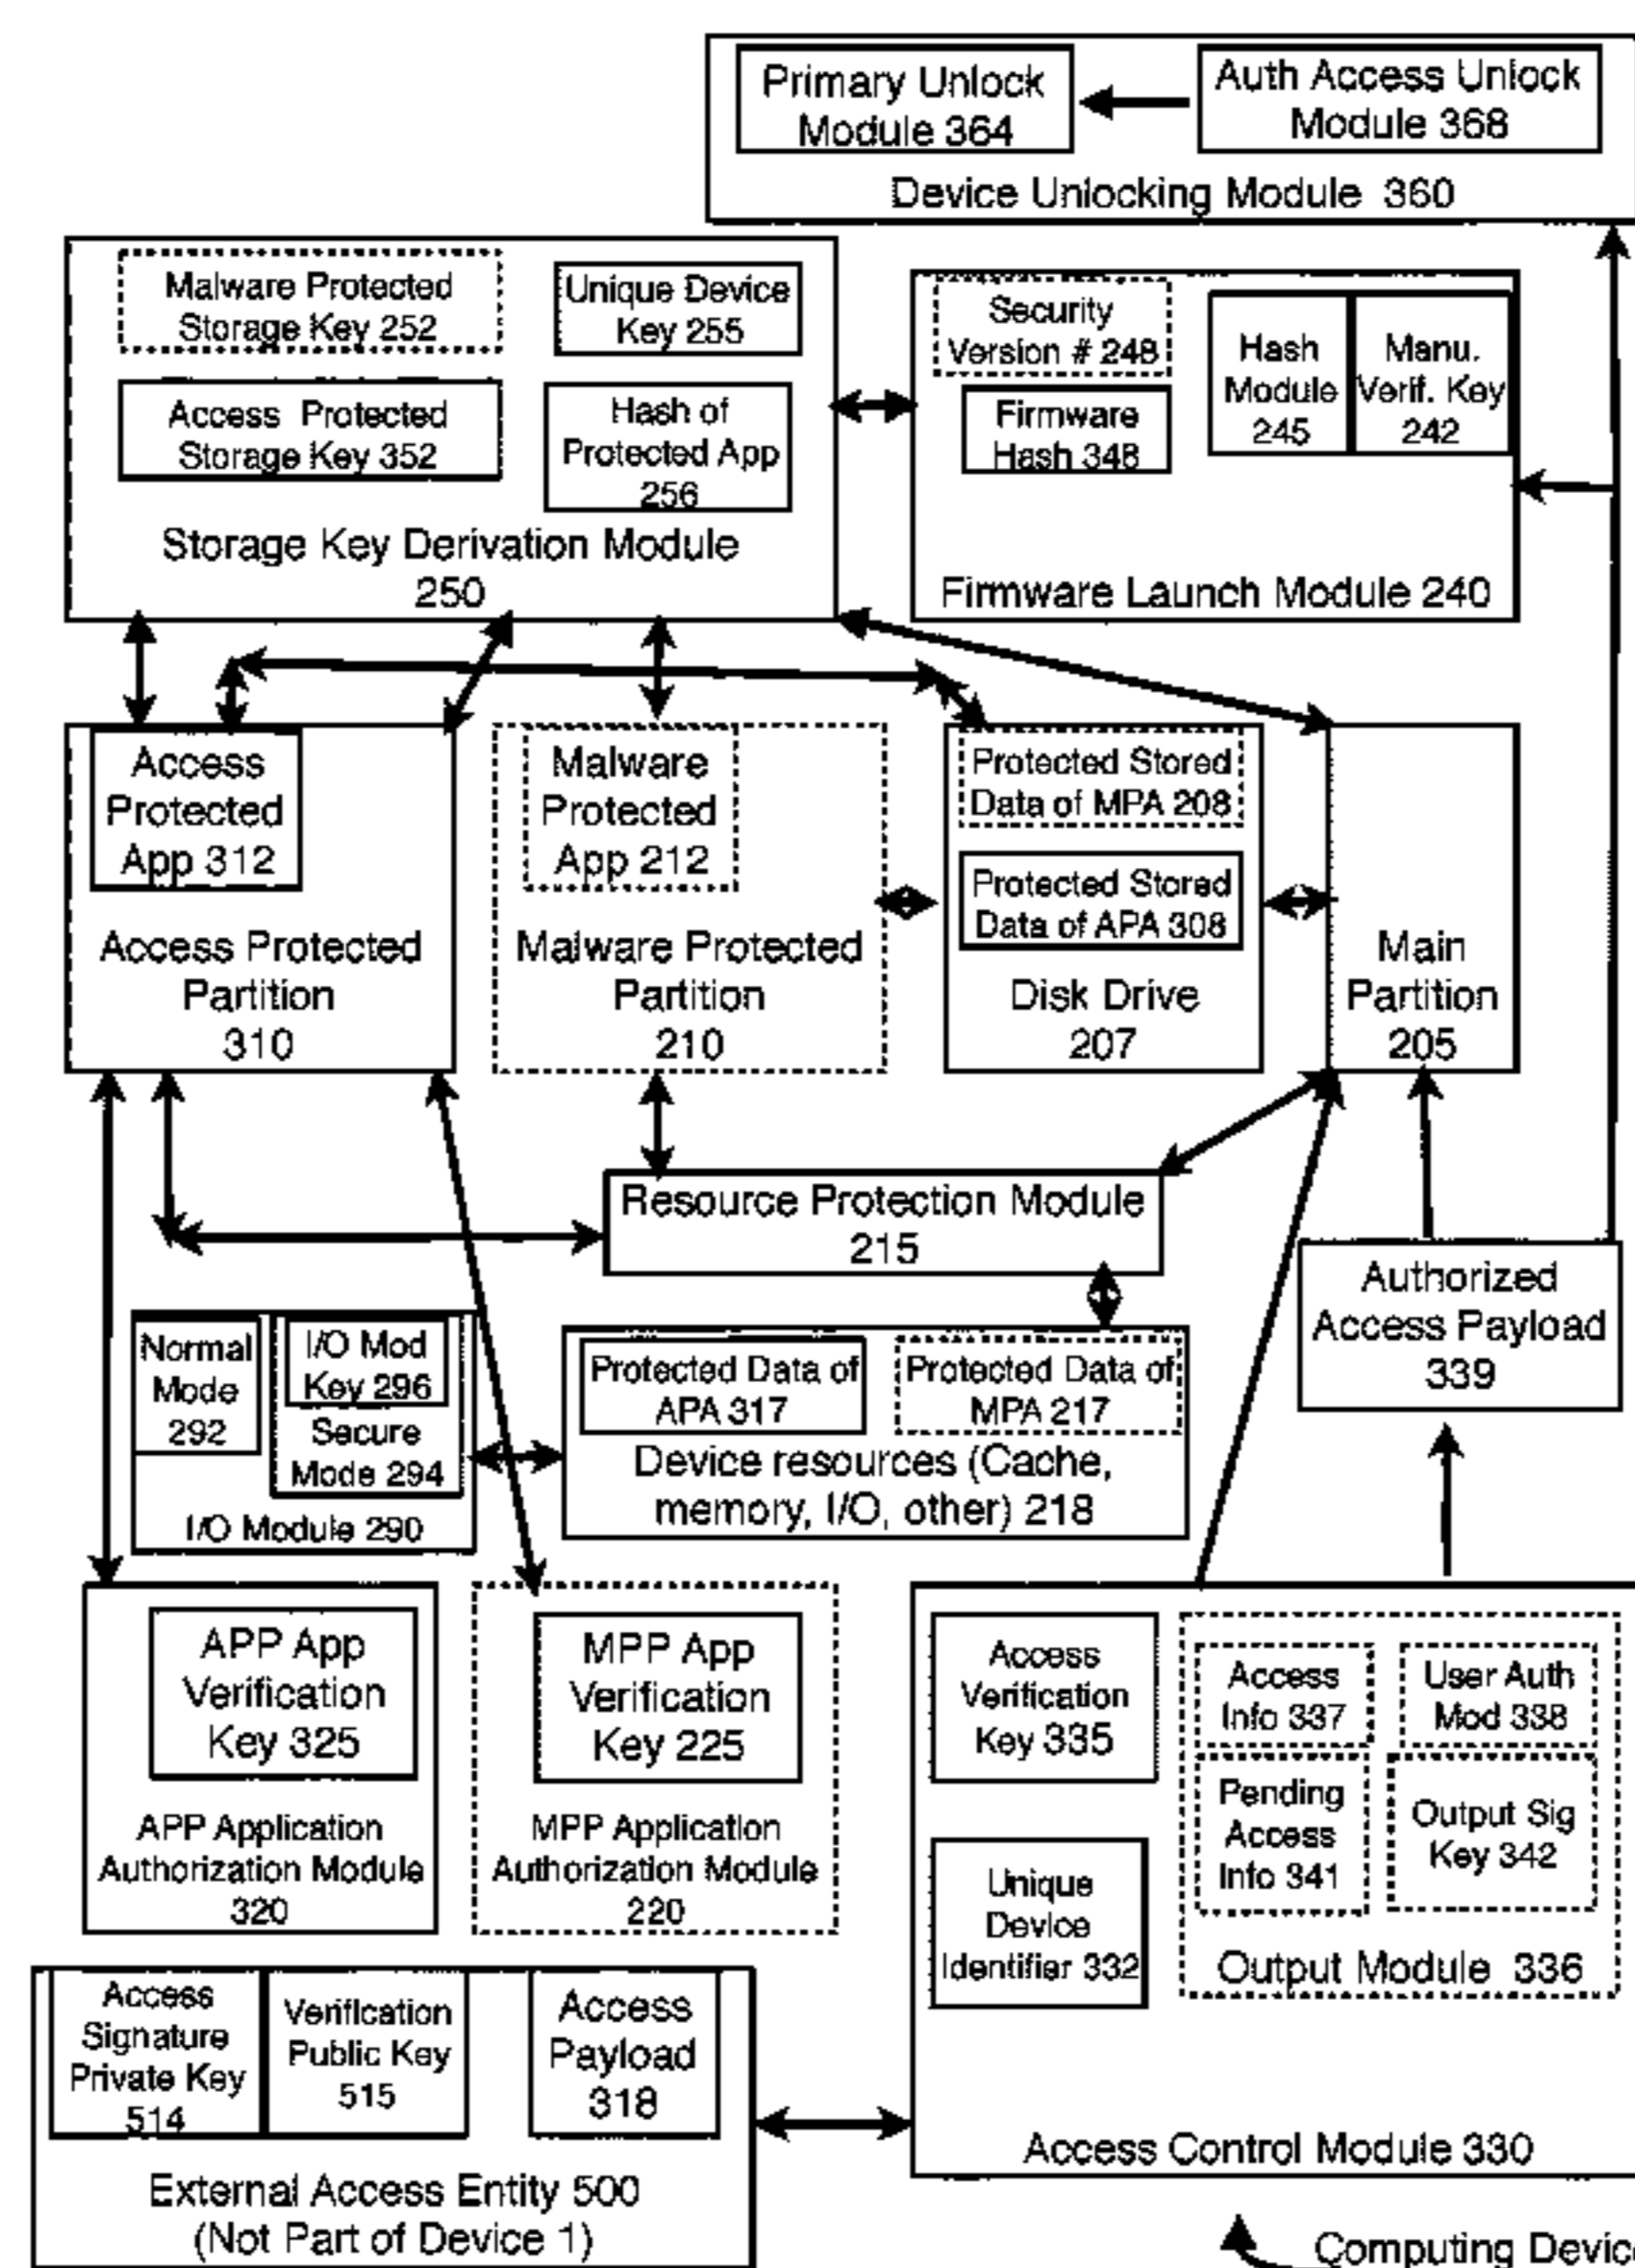 Primary Unlock
Module 364
Auth Access Unlock
Module 368
Device Unlocking Module 360
Malware Protected
Storage Key 252
Unique Device
Key 255
Access Protected
Storage Key 352
Hash of
Protected App
256
Storage Key Derivation Module
250
Security
Version # 248
Firmware
Hash 348
Hash
Module
245
Manu.
Verif. Key
242
Firmware Launch Module 240
Access
Protected
App 312
Access Protected
Partition
310
Malware
Protected
App 212
Malware Protected
Partition
210
Protected Stored
Data of MPA 208
Protected Stored
Data of APA 308
Disk Drive
207
Main
Partition
205
Resource Protection Module
215
Authorized
Access Payload
339
Normal
Mode
292
I/O Mod
Key 296
Secure
Mode 294
I/O Module 290
Protected Data of
APA 317
Protected Data of
MPA 217
Device resources (Cache,
memory, I/O, other) 218
APP App
Verification
Key 325
APP Application
Authorization Module
320
MPP App
Verification
Key 225
MPP Application
Authorization Module
220
Access
Verification
Key 335
Unique
Device
Identifier 332
Access
Info 337
User Auth
Mod 338
Pending
Access
Info 341
Output Sig
Key 342
Output Module 336
Access Control Module 330
Access
Signature
Private Key
514
Verification
Public Key
515
Access
Payload
318
External Access Entity 500
(Not Part of Device 1)
Computing Device